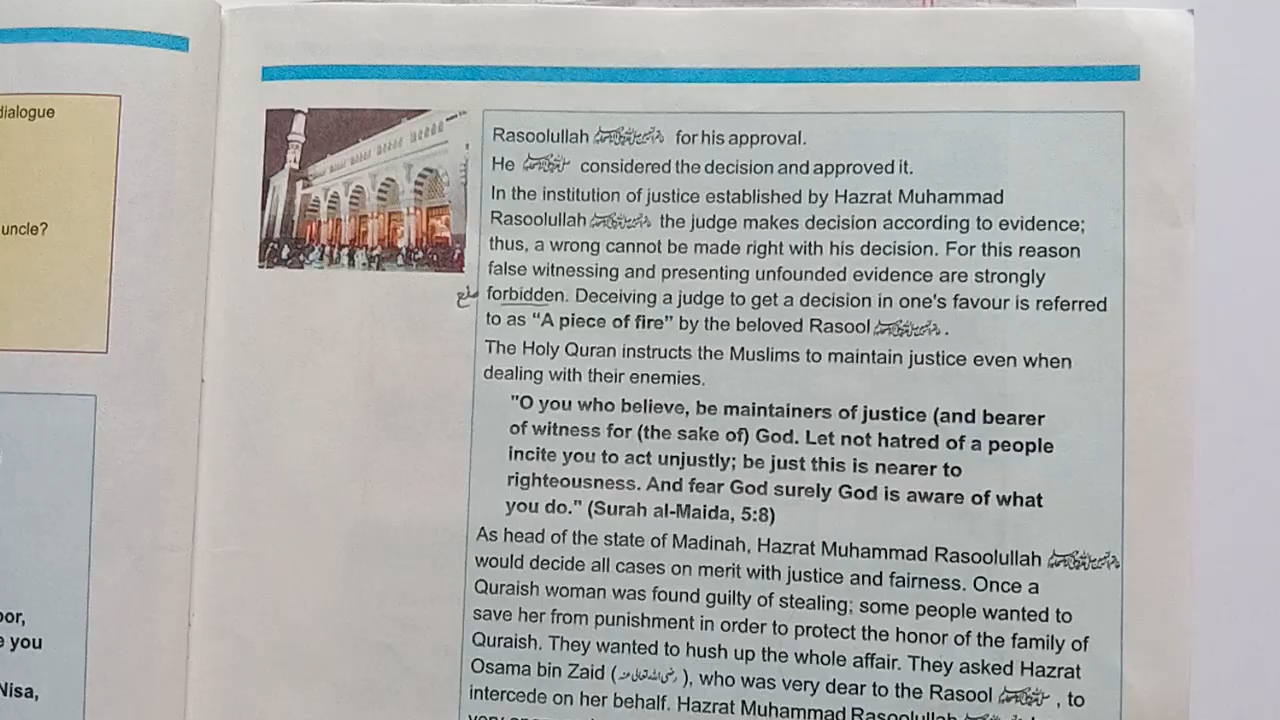 dialogue
uncle?
oor,
e you
Nisa,
Rasoolullah ﷺ for his approval.
He ﷺ considered the decision and approved it.
In the institution of justice established by Hazrat Muhammad
Rasoolullah ﷺ the judge makes decision according to evidence;
thus, a wrong cannot be made right with his decision. For this reason
false witnessing and presenting unfounded evidence are strongly
forbidden. Deceiving a judge to get a decision in one's favour is referred
to as “A piece of fire” by the beloved Rasool ﷺ.
The Holy Quran instructs the Muslims to maintain justice even when
dealing with their enemies.
"O you who believe, be maintainers of justice (and bearer
of witness for (the sake of) God. Let not hatred of a people
incite you to act unjustly; be just this is nearer to
righteousness. And fear God surely God is aware of what
you do." (Surah al-Maida, 5:8)
As head of the state of Madinah, Hazrat Muhammad Rasoolullah ﷺ
would decide all cases on merit with justice and fairness. Once a
Quraish woman was found guilty of stealing; some people wanted to
save her from punishment in order to protect the honor of the family of
Quraish. They wanted to hush up the whole affair. They asked Hazrat
Osama bin Zaid (رضی اللہ تعالیٰ عنہ), who was very dear to the Rasool ﷺ, to
intercede on her behalf. Hazrat Muhammad Rasoolullah